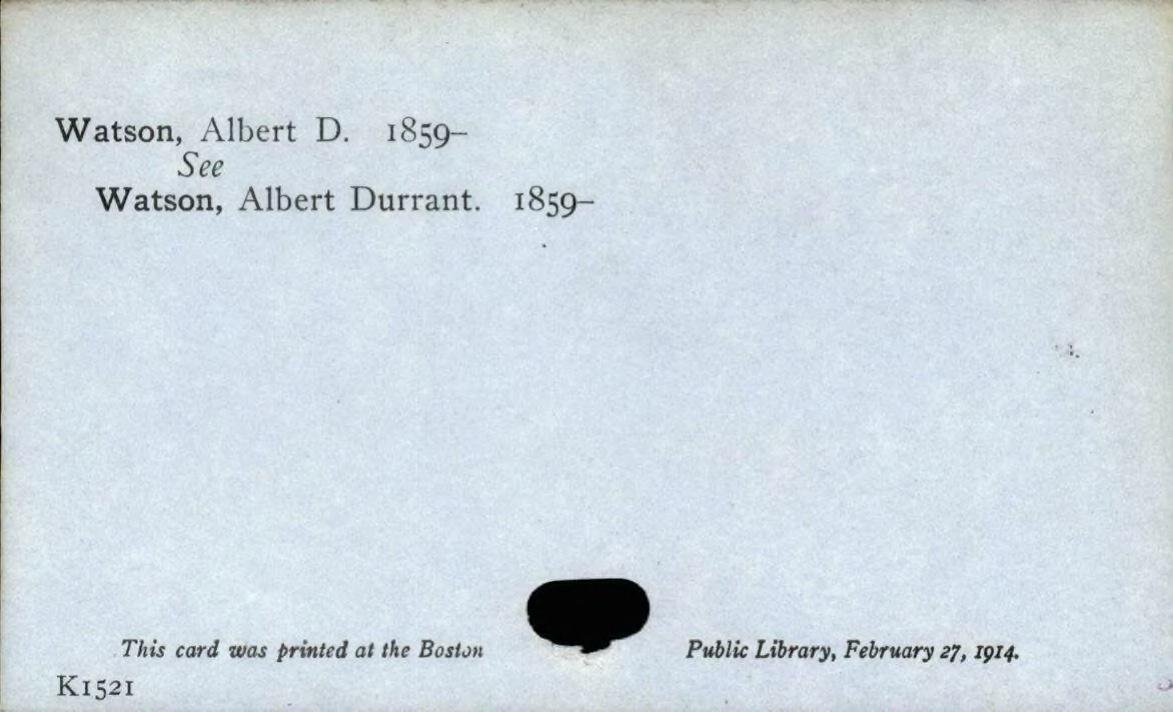 Watson, Albert D. 1859–
See
Watson, Albert Durrant. 1859–
This card was printed at the Boston Public Library, February 27, 1914.
K1521